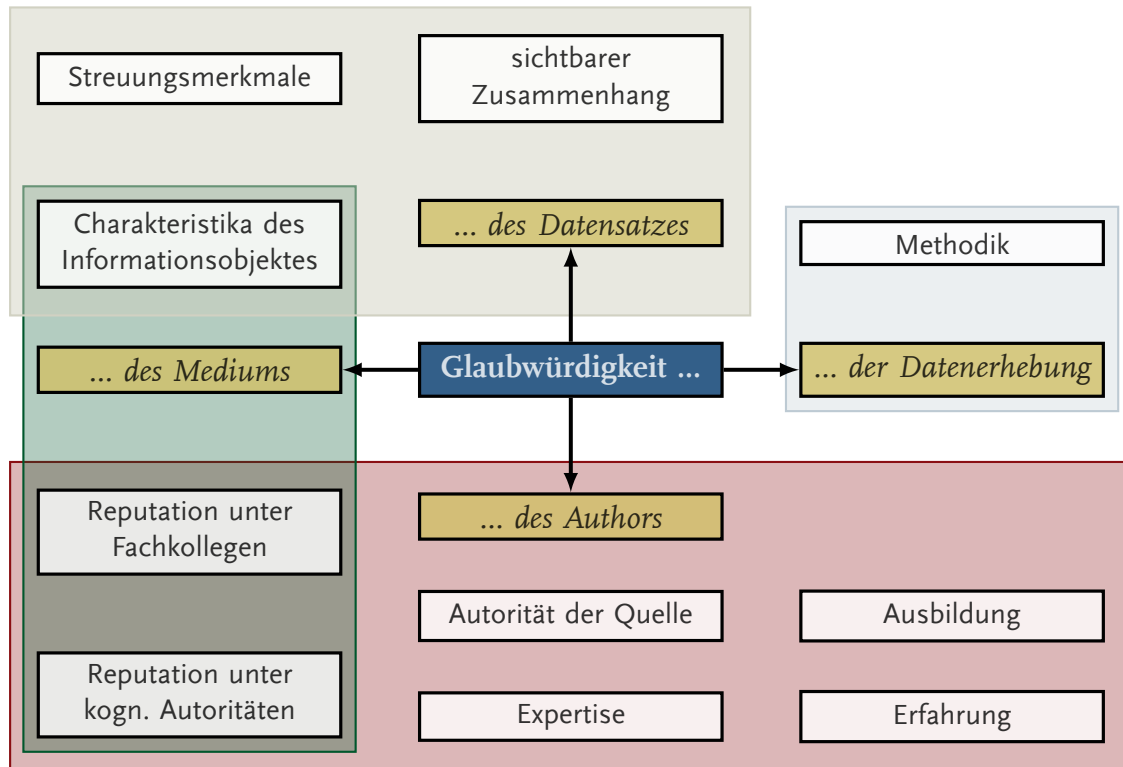 Streuungsmerkmale
sichtbarer
Zusammenhang
Charakteristika des
Informationsobjektes
... des Datensatzes
Methodik
... des Mediums
Glaubwürdigkeit ...
... der Datenerhebung
Reputation unter
Fachkollegen
... des Authors
Autorität der Quelle
Ausbildung
Reputation unter
kogn. Autoritäten
Expertise
Erfahrung